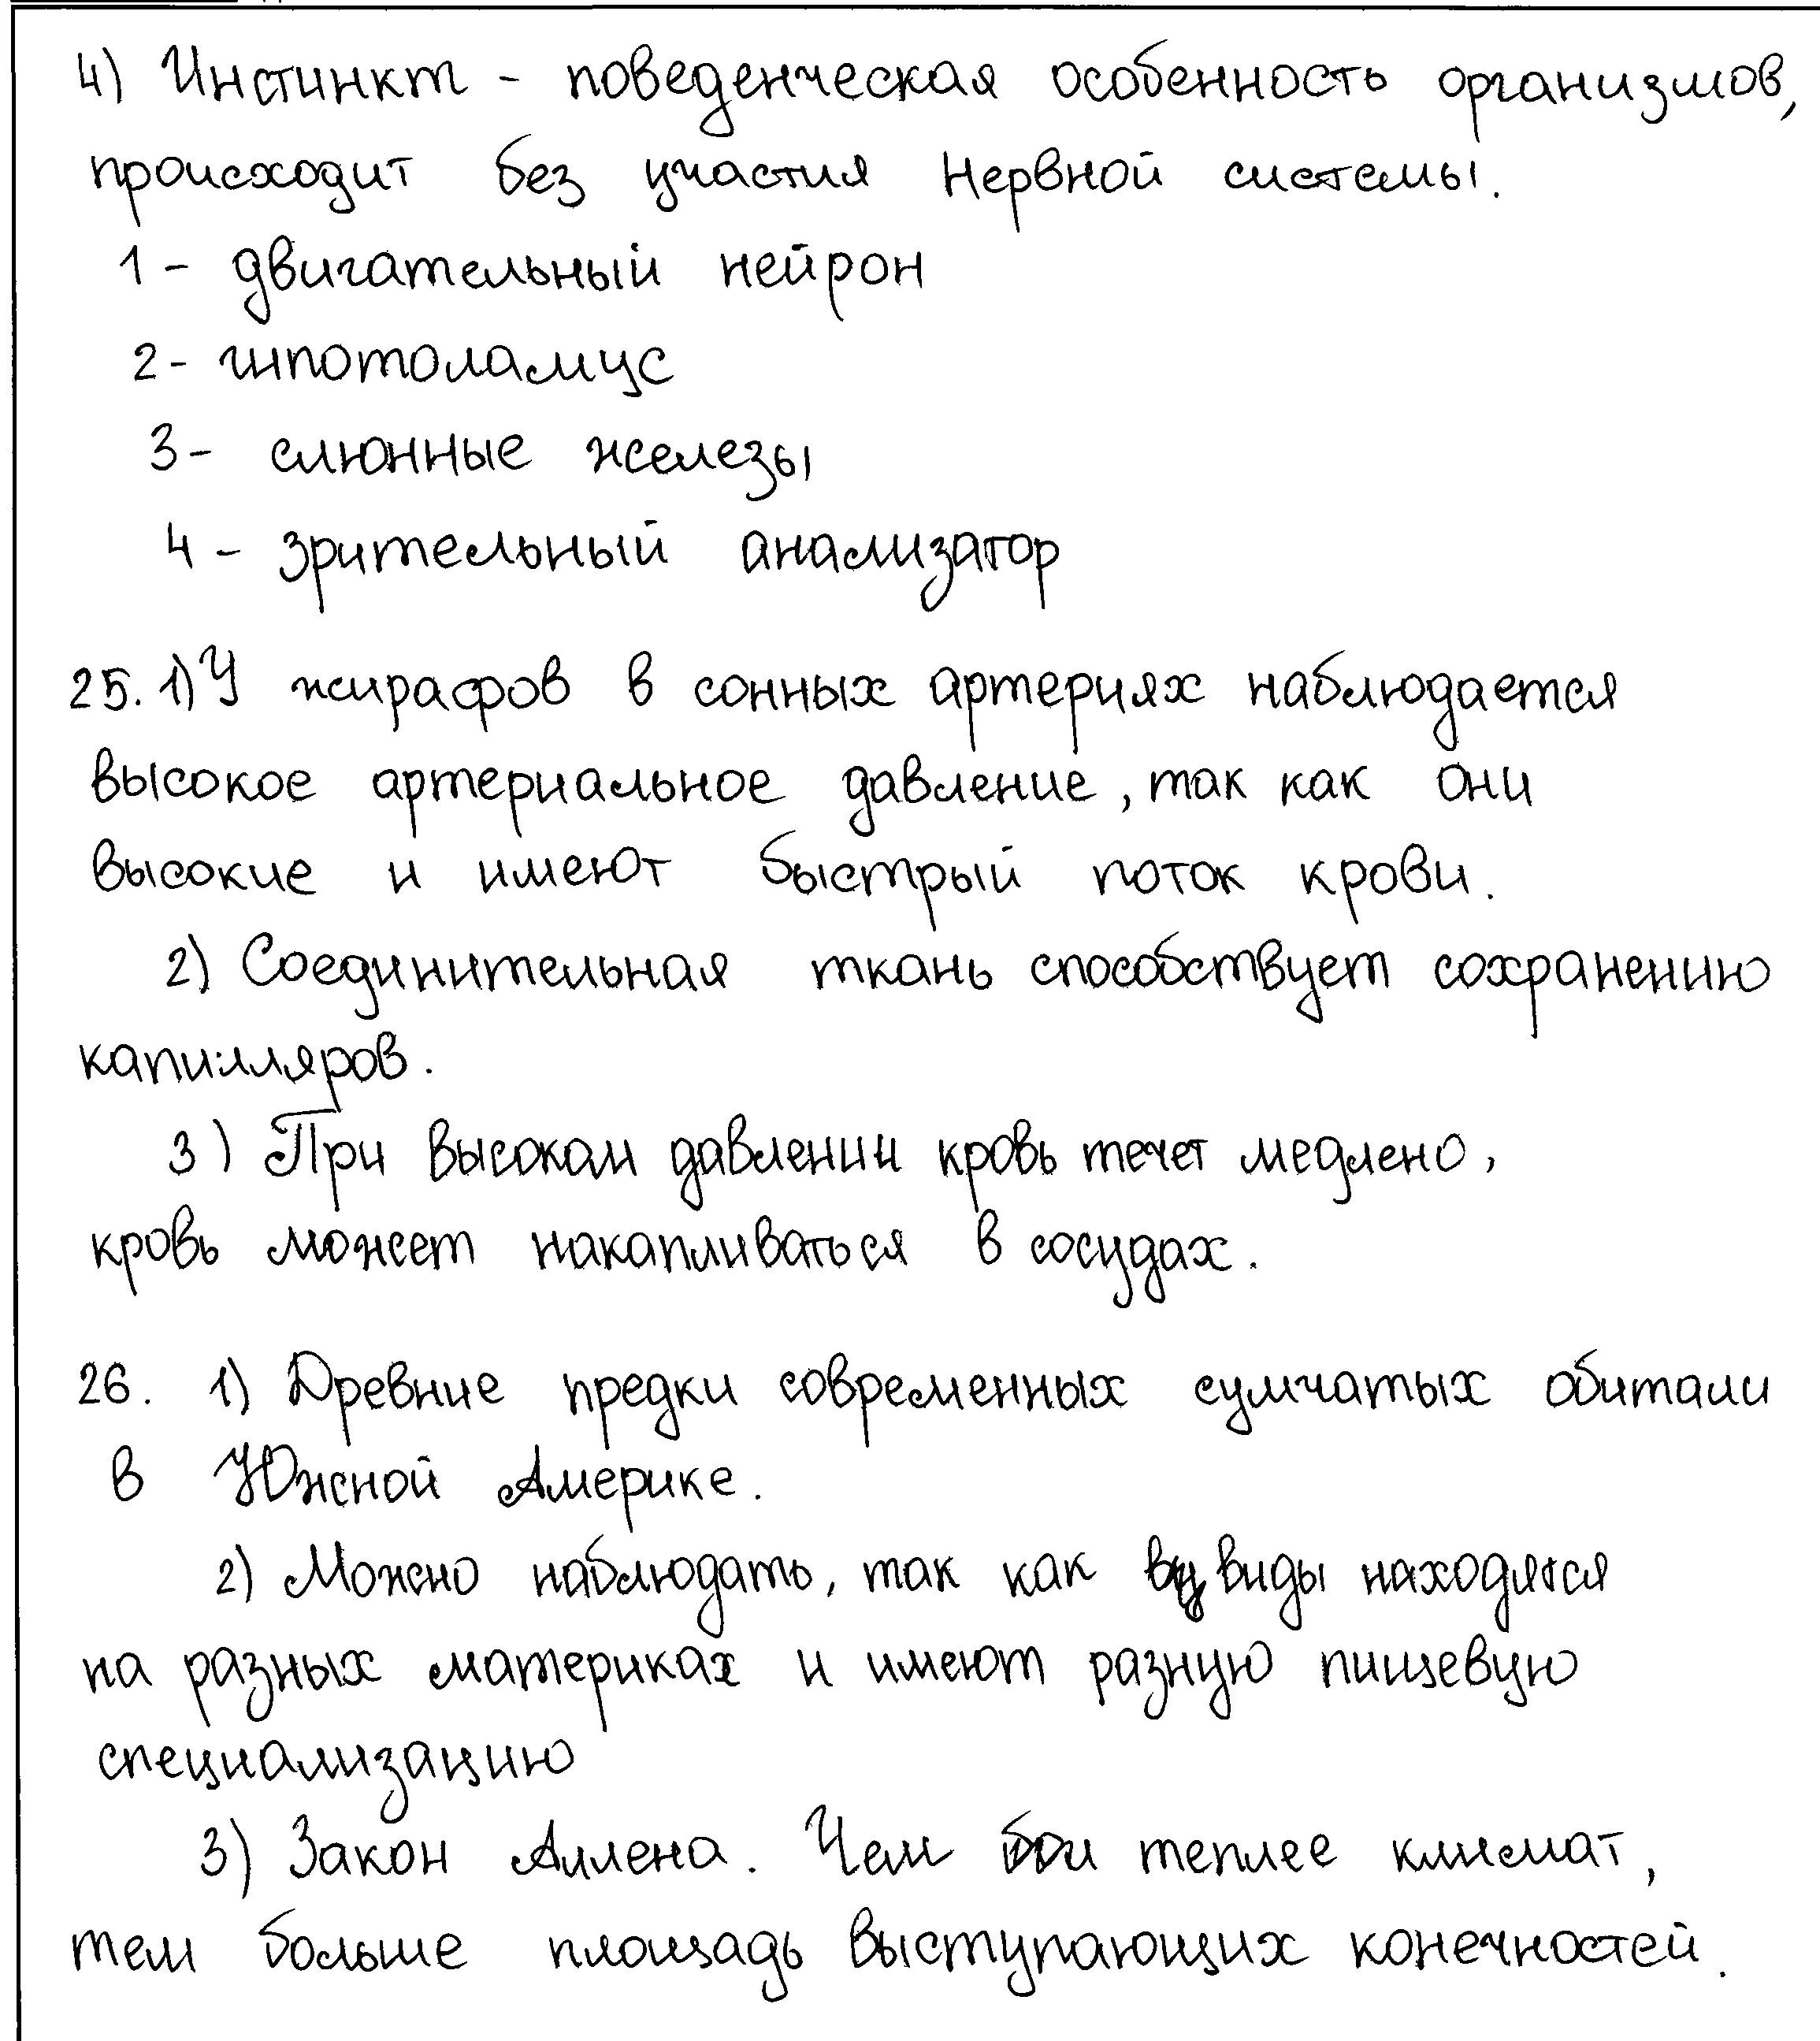 4) Инстинкт - поведенческая особенность организмов,
происходит без участия нервной системы.
1 - двигательный нейрон
2 - гипотоламус
3 - слюнные железы
4 - зрительный анализатор
25. 1) У жирафов в сонных артериях наблюдается
высокое артериальное давление, так как они
высокие и имеют быстрый поток крови.
2) Соединительная ткань способствует сохранению
капилляров.
3) При высоком давлении кровь течет медлено,
кровь может накапливаться в сосудах.
26. 1) Древние предки современных сумчатых обитали
в Южной Америке.
2) Можно наблюдать, так как виды находятся
на разных материках и имеют разную пищевую
специализацию
3) Закон Аллена. Чем теплее климат,
тем больше площадь выступающих конечностей.